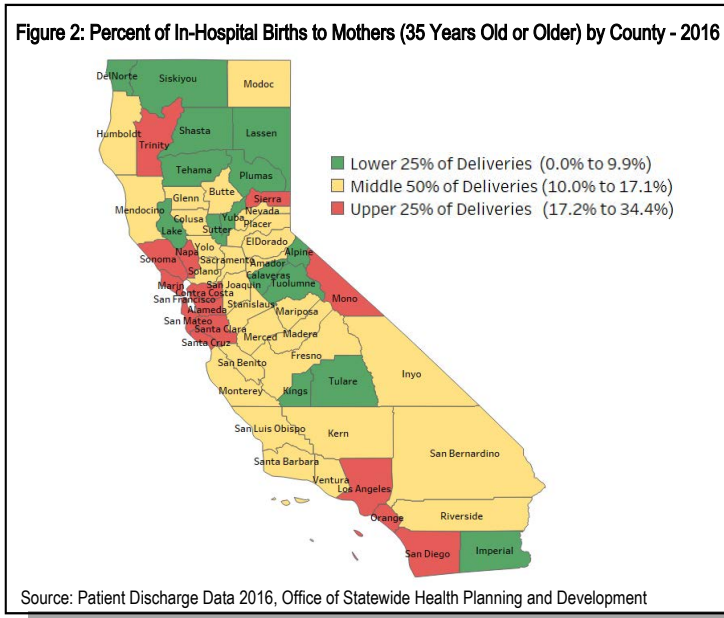 Figure 2: Percent of In-Hospital Births to Mothers (35 Years Old or Older) by County - 2016
DelNorte
Siskiyou
Modoc
Humboldt
Trinity
Shasta
Lassen
Lower 25% of Deliveries (0.0% to 9.9%)
Middle 50% of Deliveries (10.0% to 17.1%)
Upper 25% of Deliveries (17.2% to 34.4%)
Tehama
Plumas
Mendocino
Glenn
Butte
Sierra
Colusa
Yuba
Nevada
Placer
Lake
Sutter
Yolo
ElDorado
Sonoma
Napa
Sacramento
Amador
Alpine
Solano
Calaveras
Marin
Contra Costa
San Joaquin
Tuolumne
Mono
San Francisco
Alameda
Stanislaus
Mariposa
San Mateo
Santa Clara
Merced
Madera
Santa Cruz
San Benito
Fresno
Inyo
Monterey
Kings
Tulare
San Luis Obispo
Kern
San Bernardino
Santa Barbara
Ventura
Los Angeles
Orange
Riverside
San Diego
Imperial
Source: Patient Discharge Data 2016, Office of Statewide Health Planning and Development